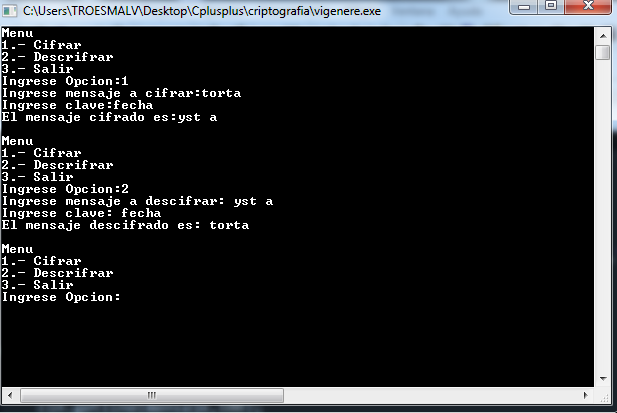 C:\Users\TROESMALV\Desktop\Cplusplus\criptografia\vigenere.exe
Menu
1.- Cifrar
2.- Descrifrar
3.- Salir
Ingrese Opcion:1
Ingrese mensaje a cifrar:torta
Ingrese clave:fecha
El mensaje cifrado es:yst a
Menu
1.- Cifrar
2.- Descrifrar
3.- Salir
Ingrese Opcion:2
Ingrese mensaje a descifrar: yst a
Ingrese clave: fecha
El mensaje descifrado es: torta
Menu
1.- Cifrar
2.- Descrifrar
3.- Salir
Ingrese Opcion: